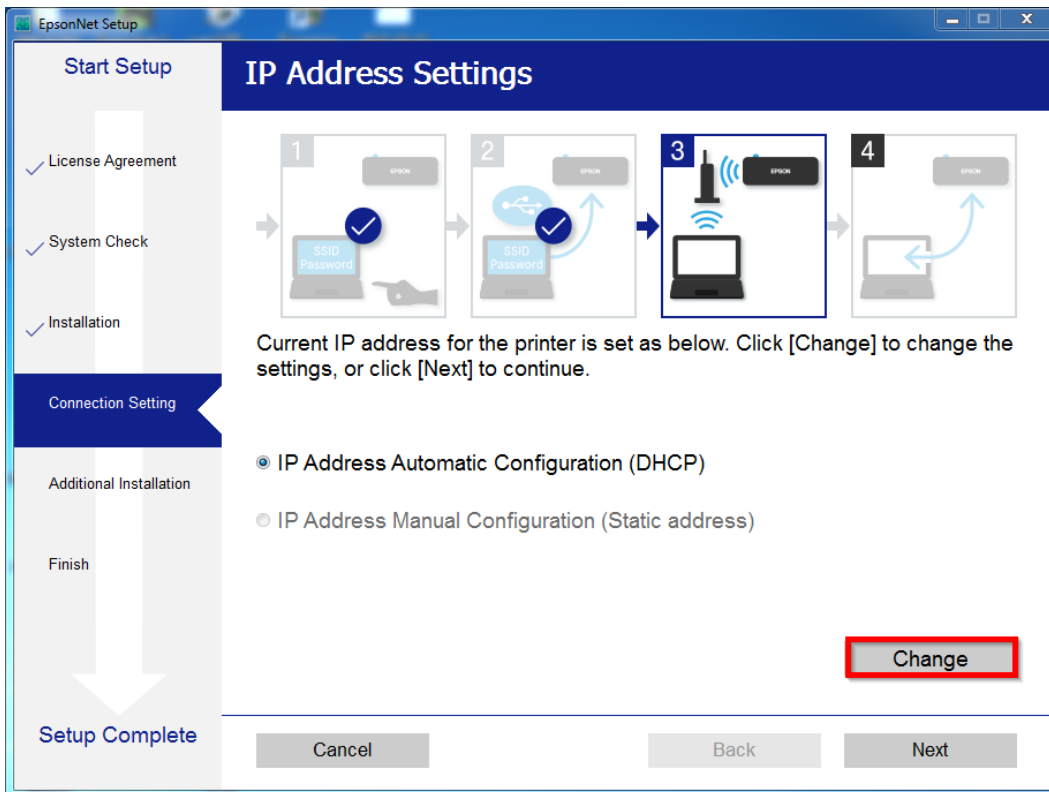 EpsonNet Setup
Start Setup
License Agreement
System Check
Installation
Connection Setting
Additional Installation
Finish
Setup Complete
IP Address Settings
1
EPSON
SSID
Password
2
EPSON
SSID
Password
3
EPSON
4
EPSON
Current IP address for the printer is set as below. Click [Change] to change the
settings, or click [Next] to continue.
IP Address Automatic Configuration (DHCP)
IP Address Manual Configuration (Static address)
Change
Cancel
Back
Next